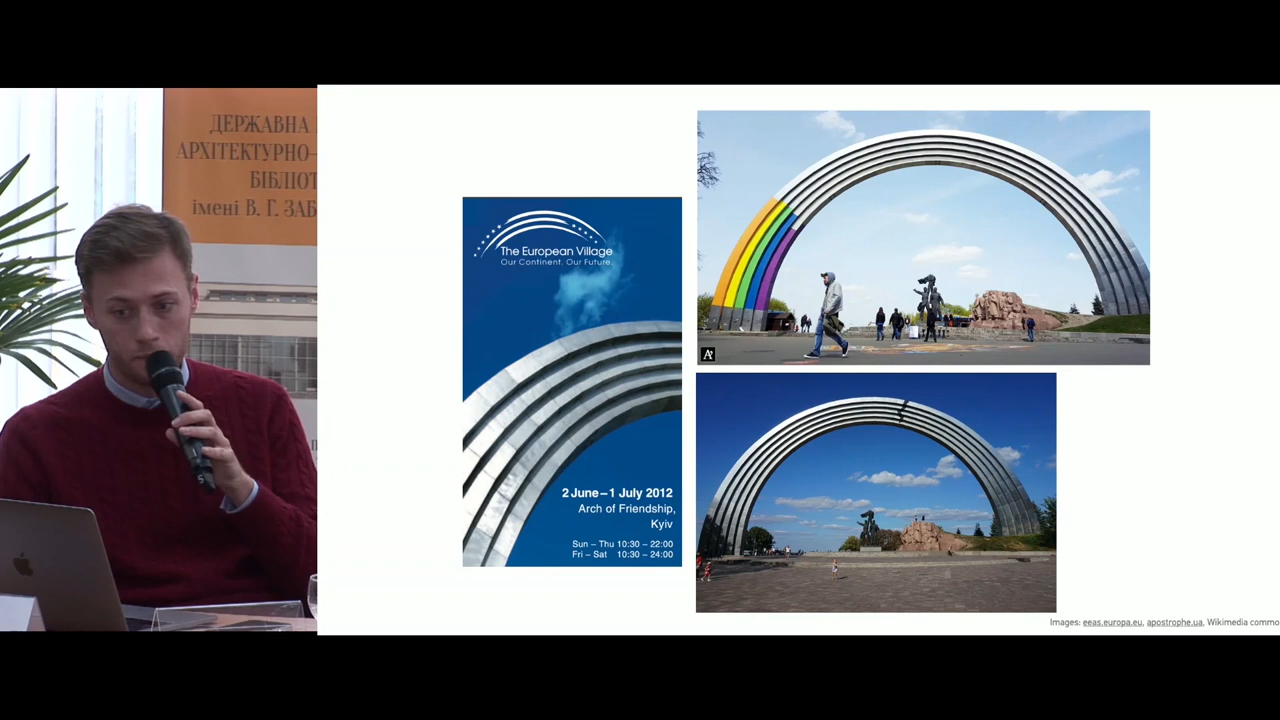 ДЕРЖАВНА
АРХІТЕКТУРНО–
БІБЛІОТ
імені В. Г. ЗАБ
The European Village
Our Continent. Our Future.
2 June – 1 July 2012
Arch of Friendship,
Kyiv
Sun – Thu 10:30 – 22:00
Fri – Sat 10:30 – 24:00
Images: eeas.europa.eu, apostrophe.ua, Wikimedia commo